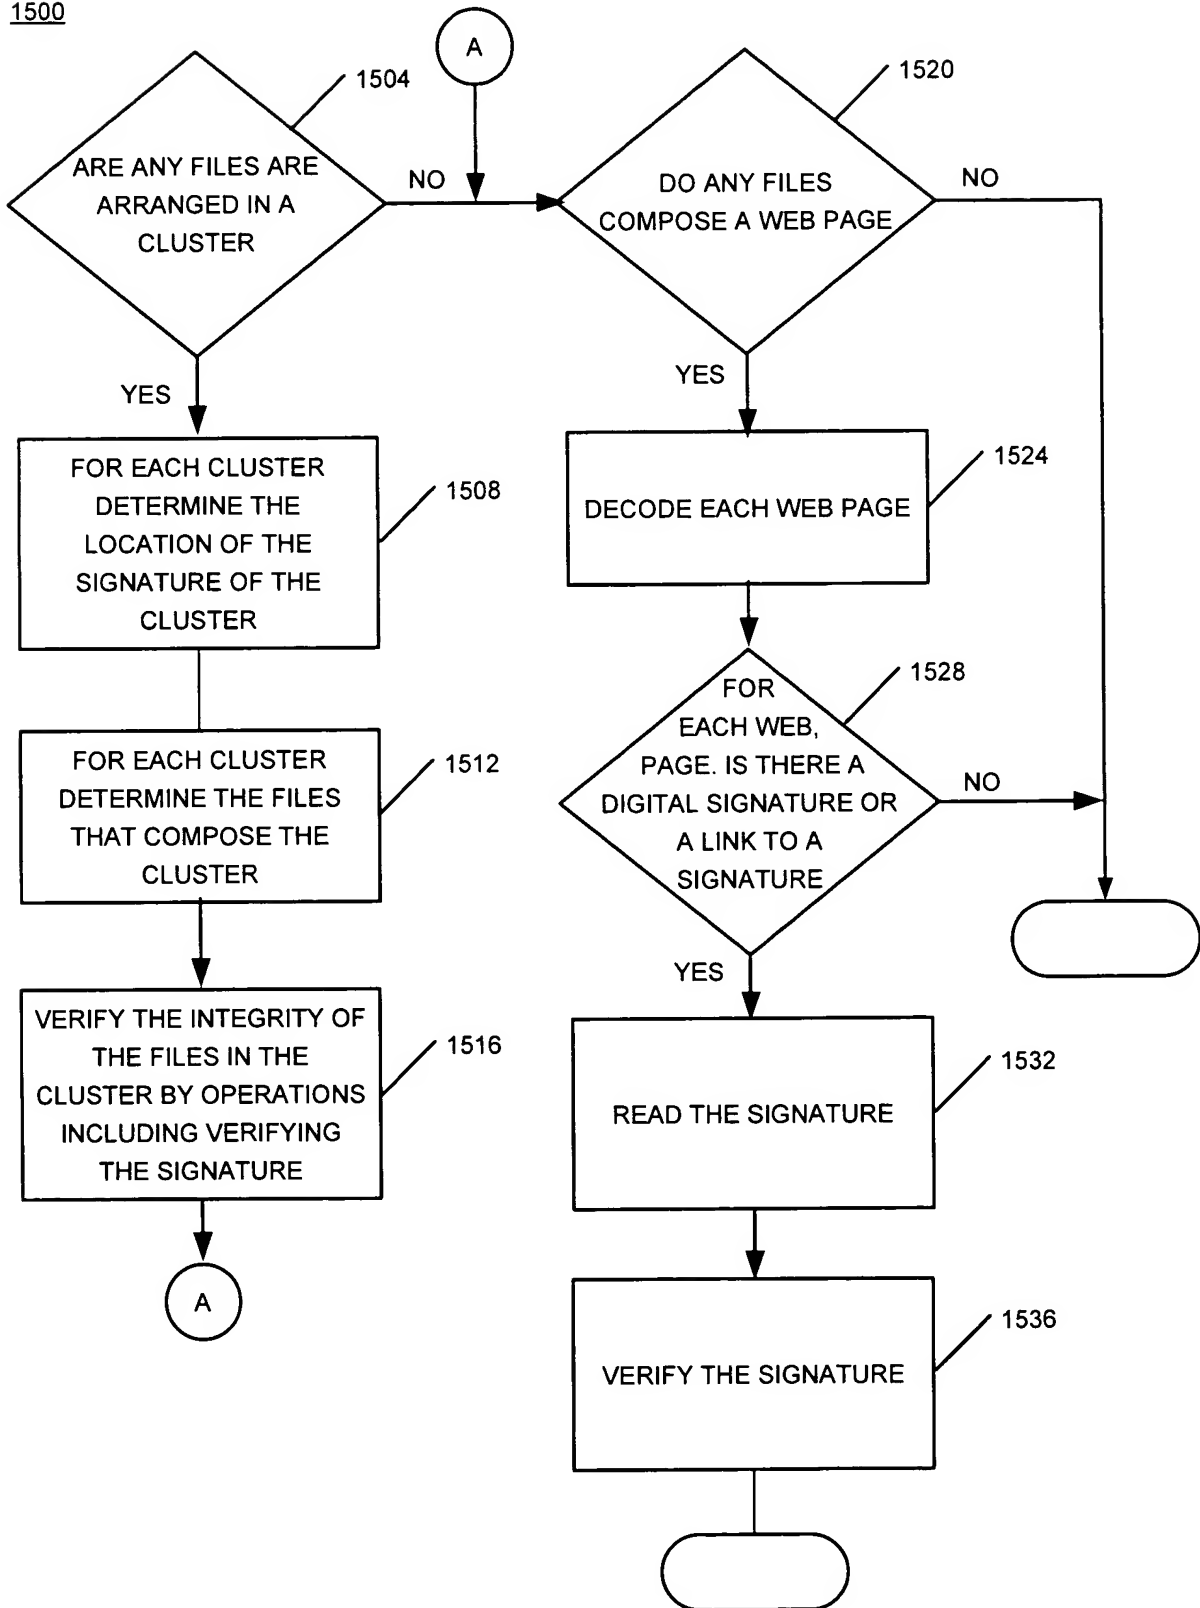 1500
A
1504
ARE ANY FILES ARE
ARRANGED IN A
CLUSTER
NO
YES
1508
FOR EACH CLUSTER
DETERMINE THE
LOCATION OF THE
SIGNATURE OF THE
CLUSTER
1512
FOR EACH CLUSTER
DETERMINE THE FILES
THAT COMPOSE THE
CLUSTER
1516
VERIFY THE INTEGRITY OF
THE FILES IN THE
CLUSTER BY OPERATIONS
INCLUDING VERIFYING
THE SIGNATURE
A
1520
DO ANY FILES
COMPOSE A WEB PAGE
NO
YES
1524
DECODE EACH WEB PAGE
1528
FOR
EACH WEB,
PAGE. IS THERE A
DIGITAL SIGNATURE OR
A LINK TO A
SIGNATURE
NO
YES
1532
READ THE SIGNATURE
1536
VERIFY THE SIGNATURE